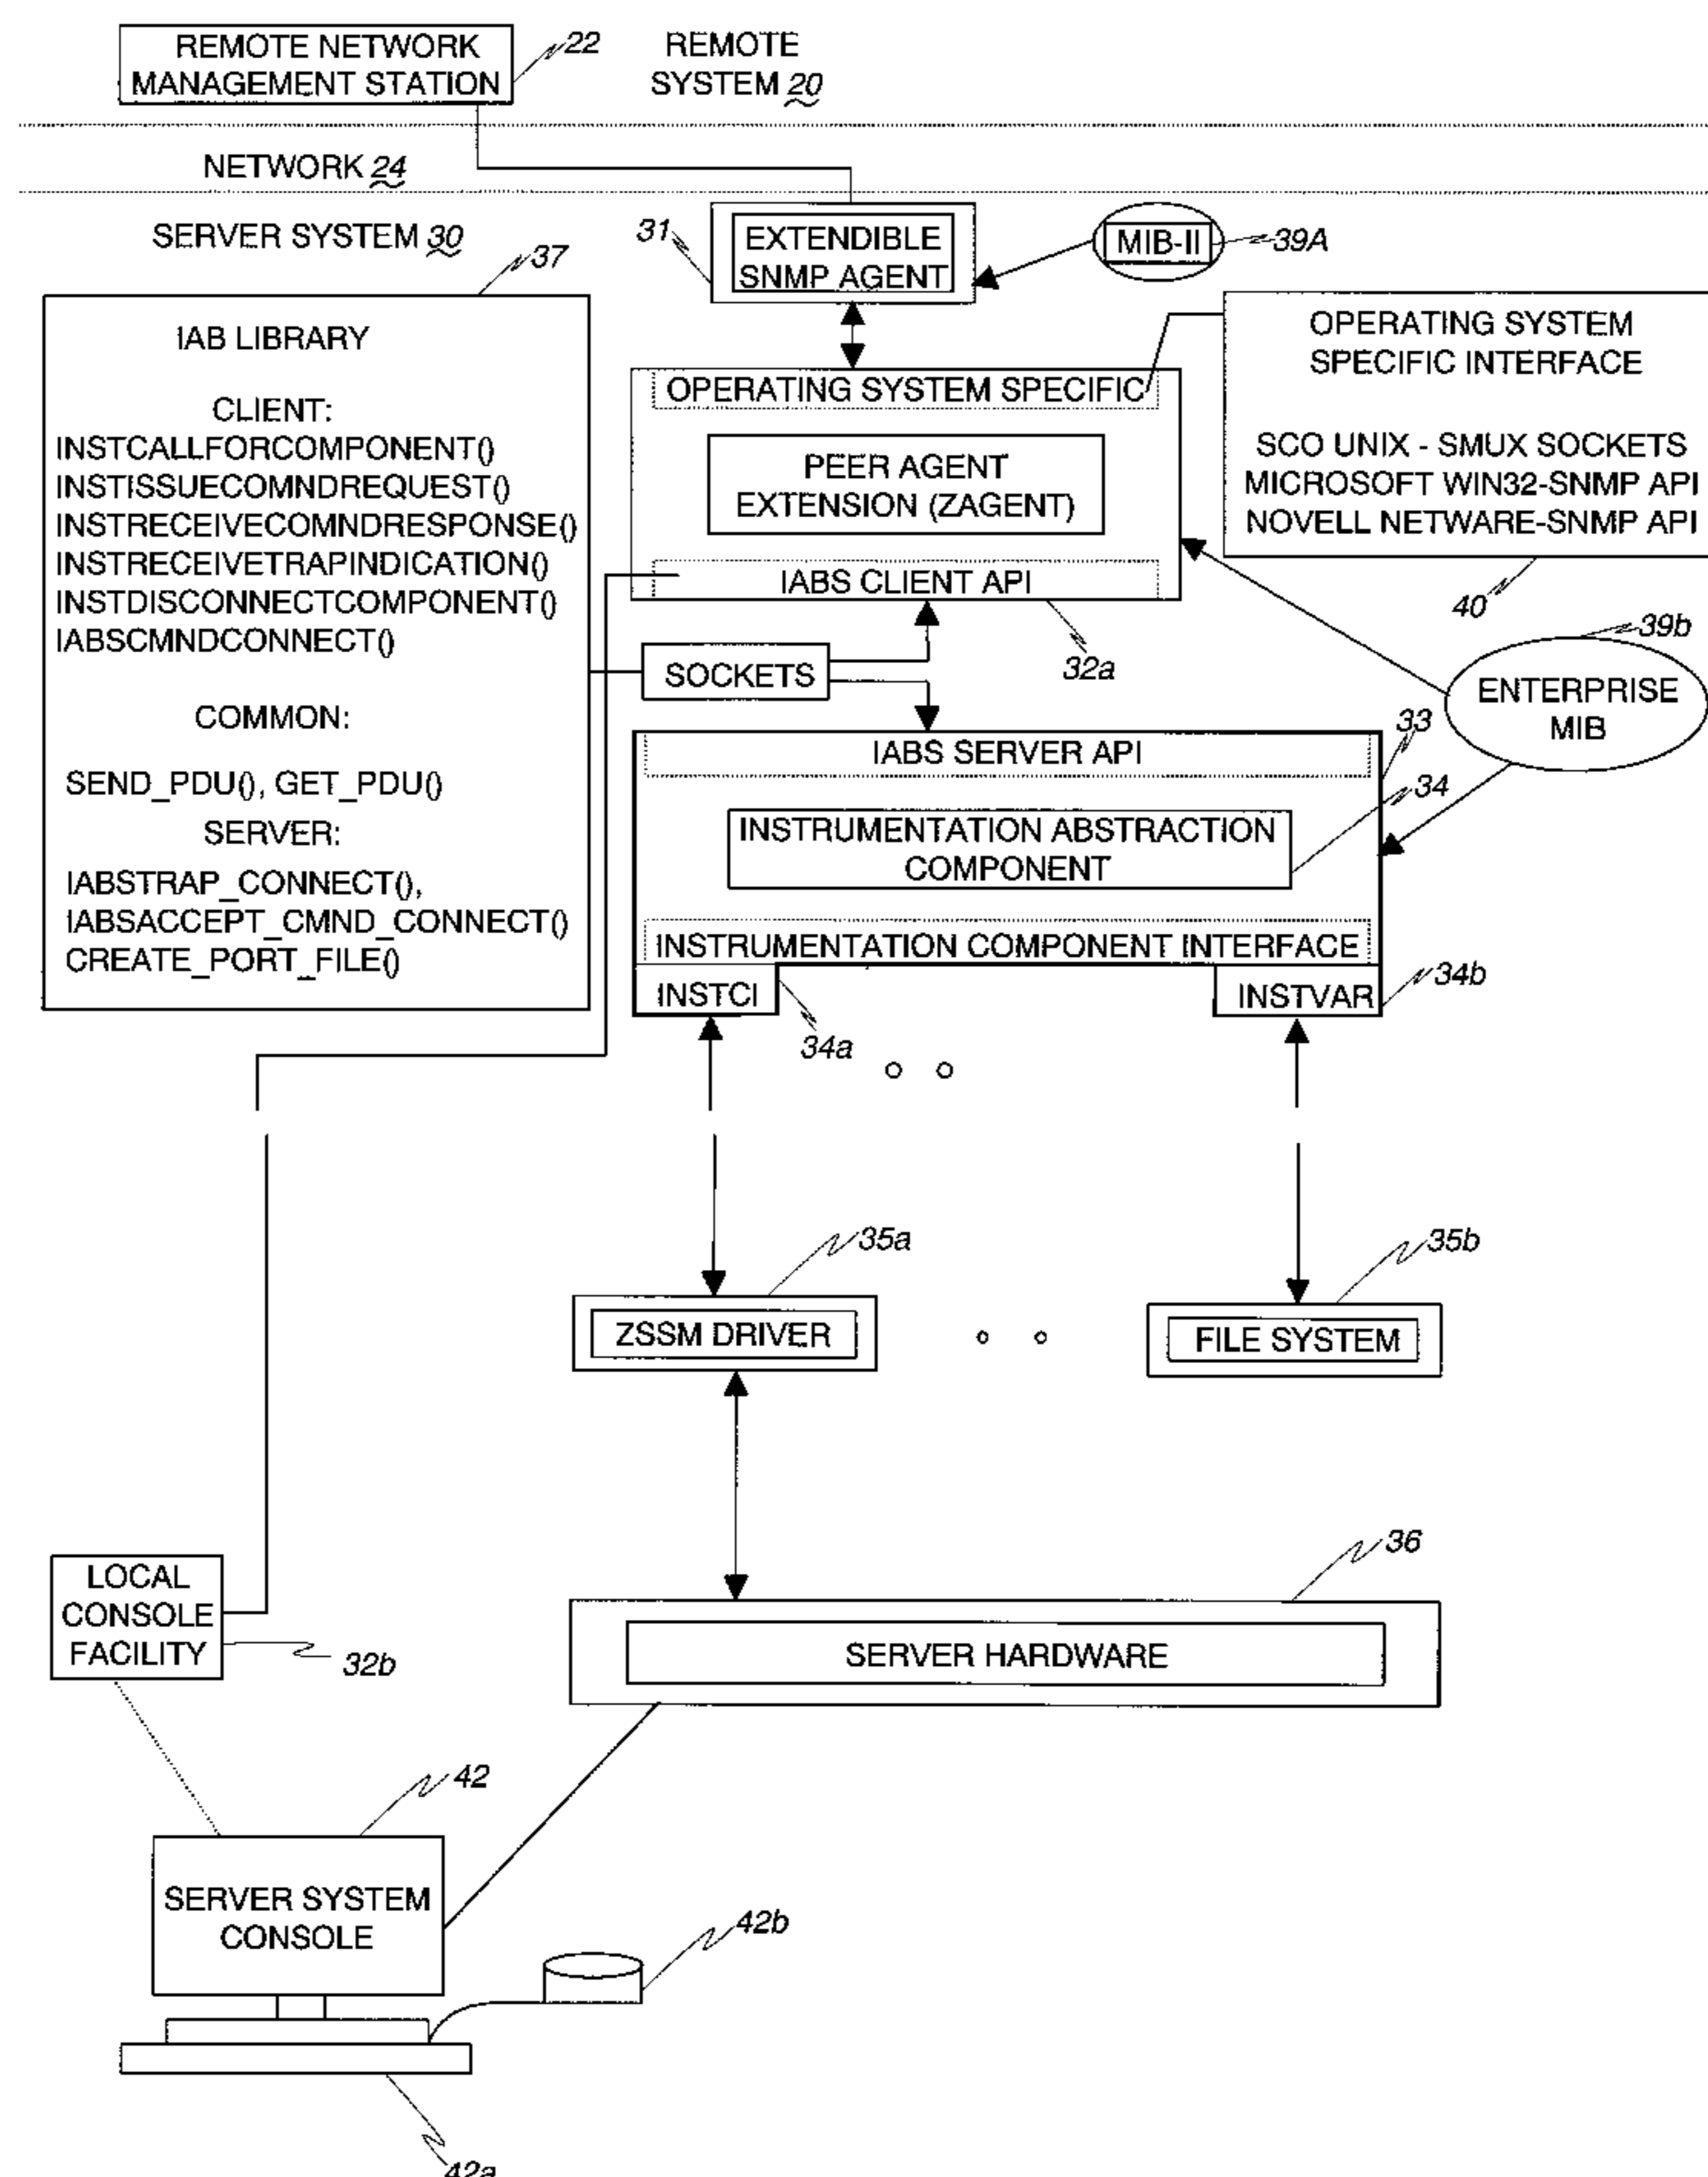 REMOTE NETWORK
MANAGEMENT STATION
22
REMOTE
SYSTEM 20
NETWORK 24
SERVER SYSTEM 30
37
IAB LIBRARY
CLIENT:
INSTCALLFORCOMPONENT()
INSTISSUECOMNDREQUEST()
INSTRECEIVECOMNDRESPONSE()
INSTRECEIVETRAPINDICATION()
INSTDISCONNECTCOMPONENT()
IABSCMNDCONNECT()
COMMON:
SEND_PDU(), GET_PDU()
SERVER:
IABSTRAP_CONNECT(),
IABSACCEPT_CMND_CONNECT()
CREATE_PORT_FILE()
31
EXTENDIBLE
SNMP AGENT
MIB-II
39A
OPERATING SYSTEM SPECIFIC
PEER AGENT
EXTENSION (ZAGENT)
IABS CLIENT API
32a
OPERATING SYSTEM
SPECIFIC INTERFACE
SCO UNIX - SMUX SOCKETS
MICROSOFT WIN32-SNMP API
NOVELL NETWARE-SNMP API
40
39b
ENTERPRISE
MIB
SOCKETS
33
IABS SERVER API
34
INSTRUMENTATION ABSTRACTION
COMPONENT
INSTRUMENTATION COMPONENT INTERFACE
INSTCI
34a
INSTVAR
34b
35a
ZSSM DRIVER
35b
FILE SYSTEM
36
SERVER HARDWARE
LOCAL
CONSOLE
FACILITY
32b
42
SERVER SYSTEM
CONSOLE
42b
42a